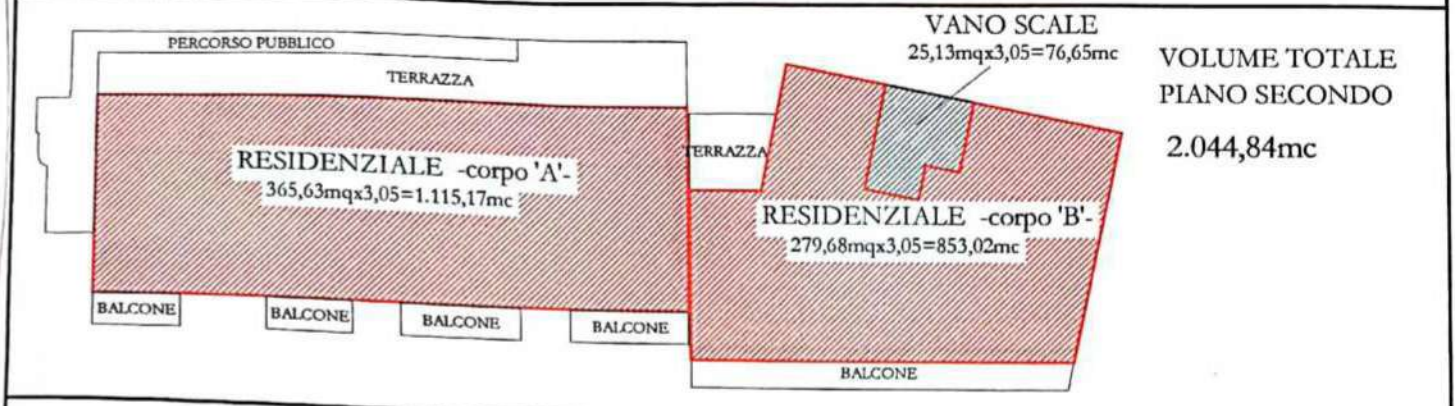 VANO SCALE
25,13mqx3,05=76,65mc
VOLUME TOTALE
PIANO SECONDO
2.044,84mc
PERCORSO PUBBLICO
TERRAZZA
TERRAZZA
RESIDENZIALE -corpo 'A'-
365,63mqx3,05=1.115,17mc
RESIDENZIALE -corpo 'B'-
279,68mqx3,05=853,02mc
BALCONE
BALCONE
BALCONE
BALCONE
BALCONE